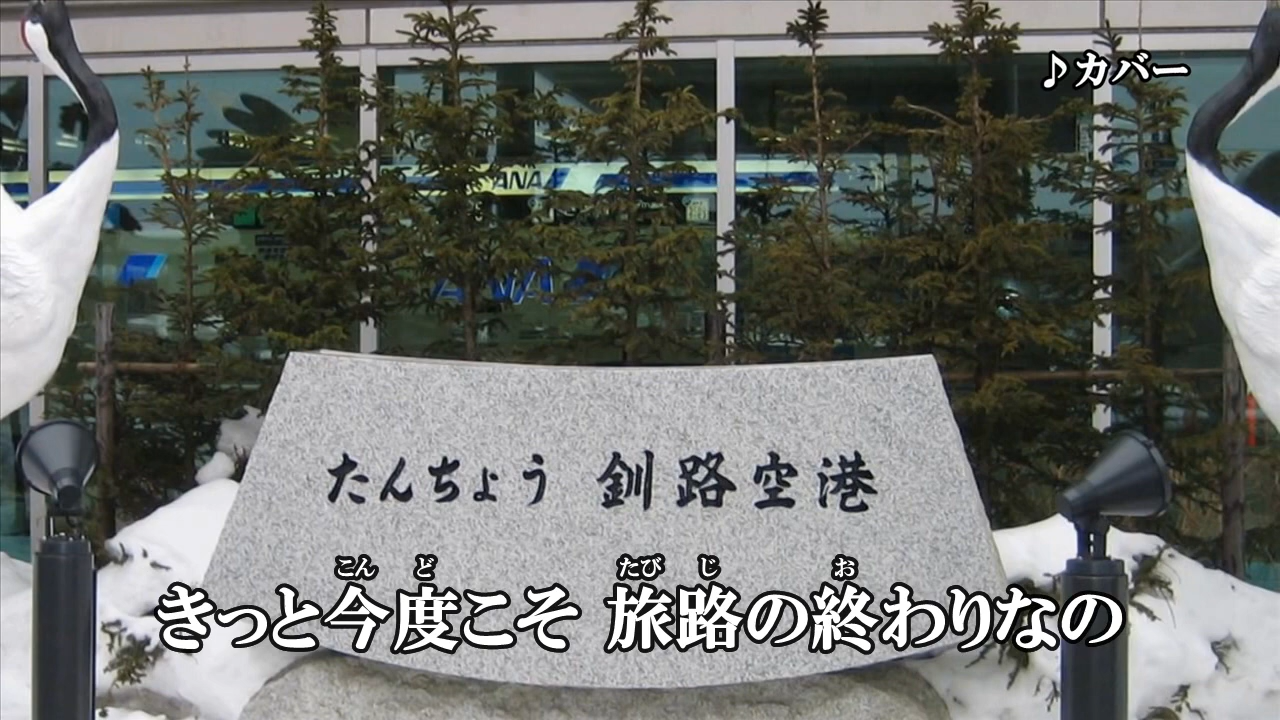 ♪カバー
ANA
ANA
たんちょう 釧路空港
こん ど たび じ お
きっと今度こそ 旅路の終わりなの